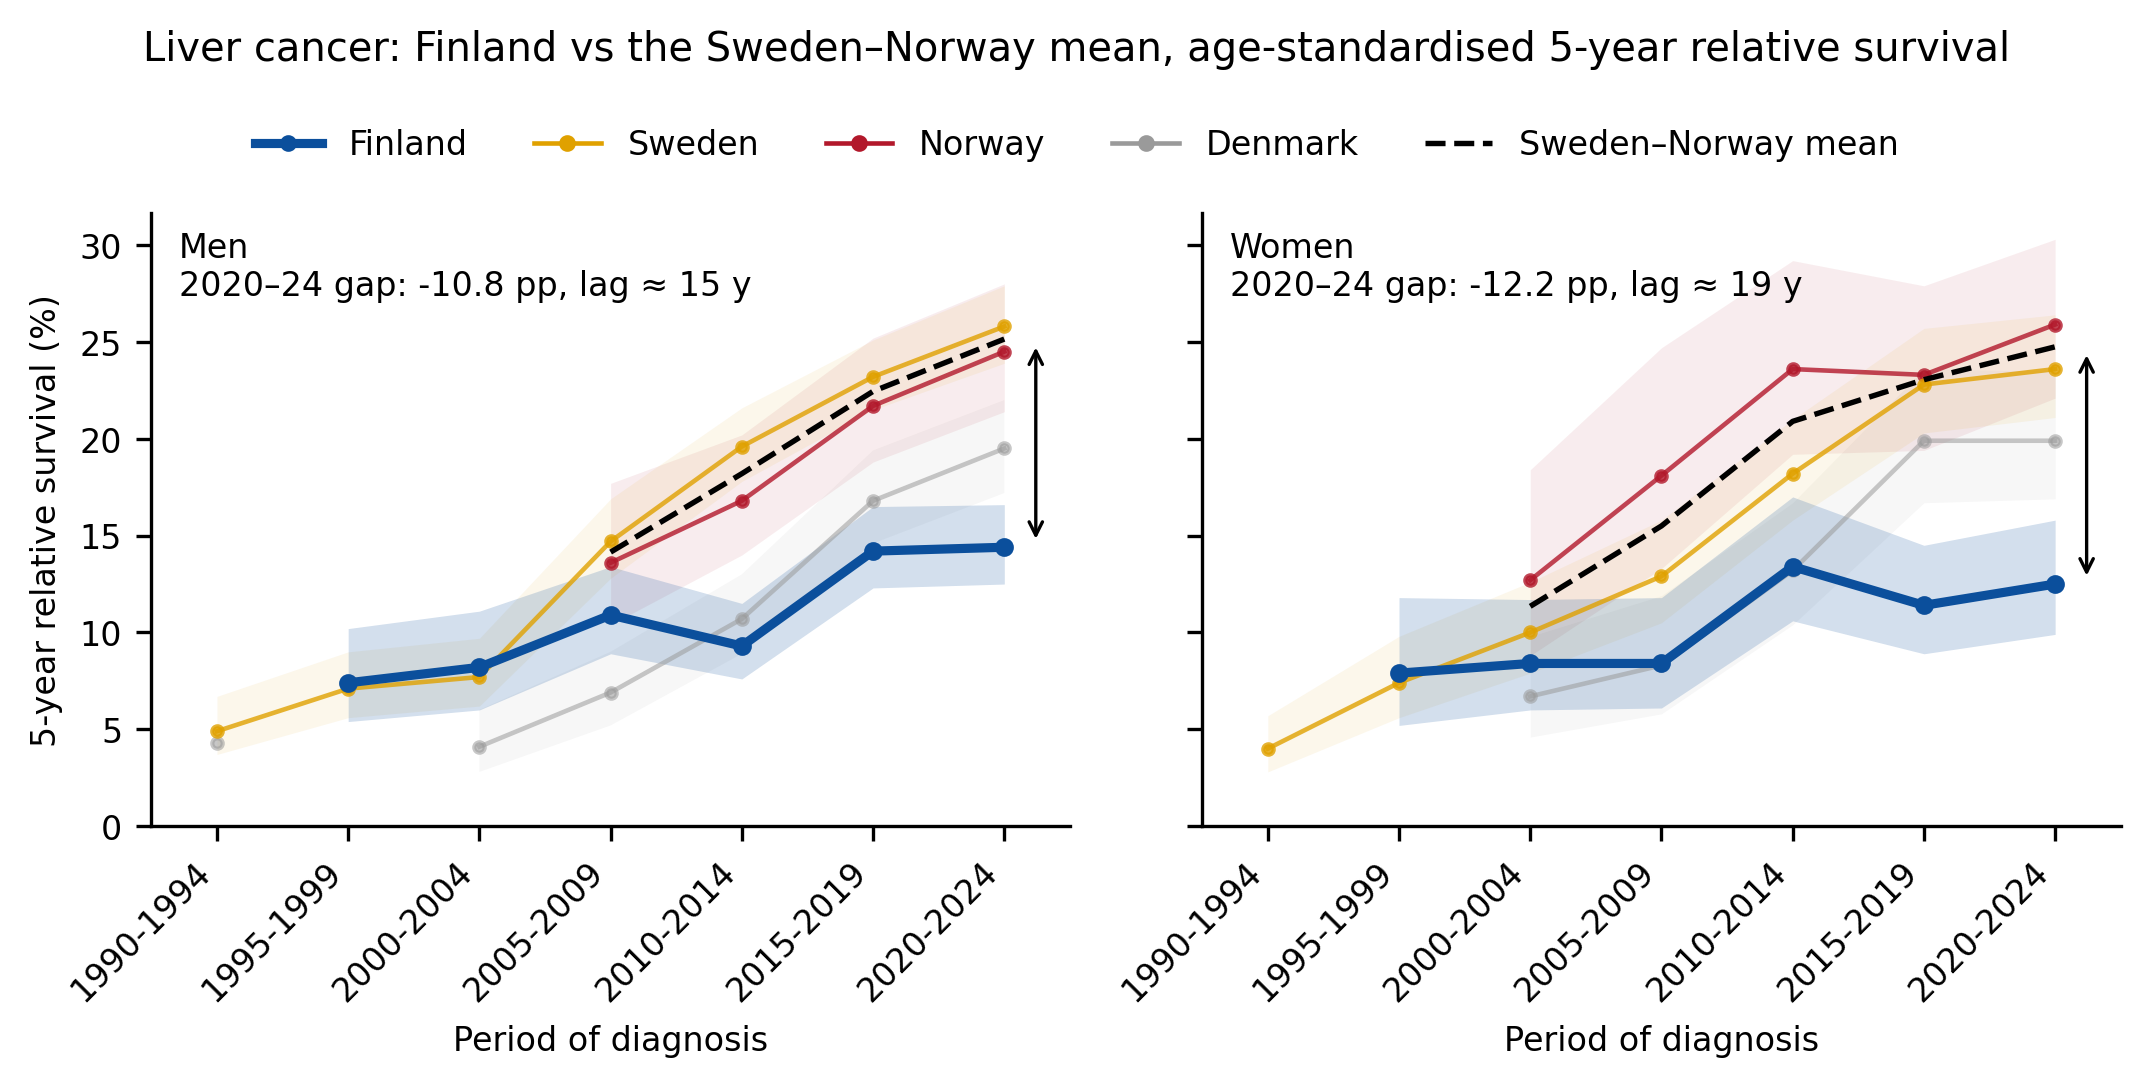 Liver cancer: Finland vs the Sweden–Norway mean, age-standardised 5-year relative survival
Finland
Sweden
Norway
Denmark
Sweden–Norway mean
Men
2020–24 gap: -10.8 pp, lag ≈ 15 y
5-year relative survival (%)
30
25
20
15
10
5
0
1990-1994
1995-1999
2000-2004
2005-2009
2010-2014
2015-2019
2020-2024
Period of diagnosis
Women
2020–24 gap: -12.2 pp, lag ≈ 19 y
1990-1994
1995-1999
2000-2004
2005-2009
2010-2014
2015-2019
2020-2024
Period of diagnosis